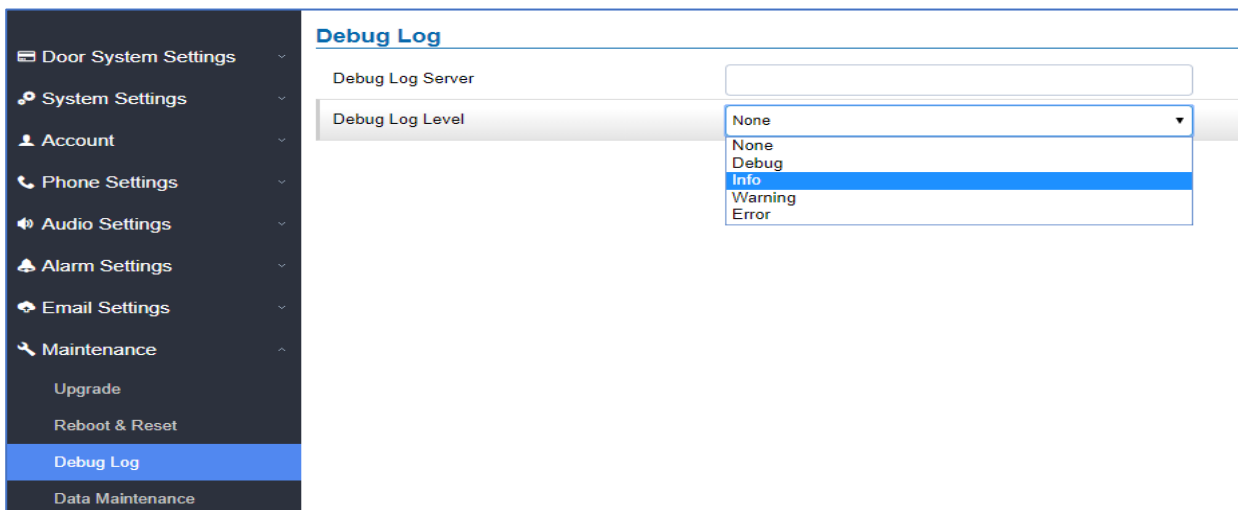 Door System Settings
System Settings
Account
Phone Settings
Audio Settings
Alarm Settings
Email Settings
Maintenance
Upgrade
Reboot & Reset
Debug Log
Data Maintenance
Debug Log
Debug Log Server
Debug Log Level
None
None
Debug
Info
Warning
Error